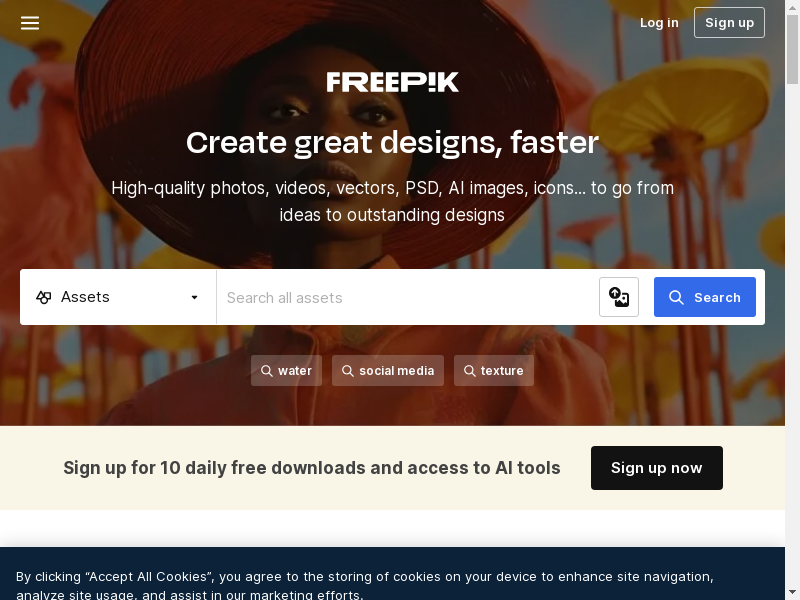 Log in
Sign up
FREEPIK
Create great designs, faster
High-quality photos, videos, vectors, PSD, AI images, icons... to go from
ideas to outstanding designs
Assets
Search all assets
Search
water
social media
texture
Sign up for 10 daily free downloads and access to AI tools
Sign up now
By clicking “Accept All Cookies”, you agree to the storing of cookies on your device to enhance site navigation,
analyze site usage, and assist in our marketing efforts.